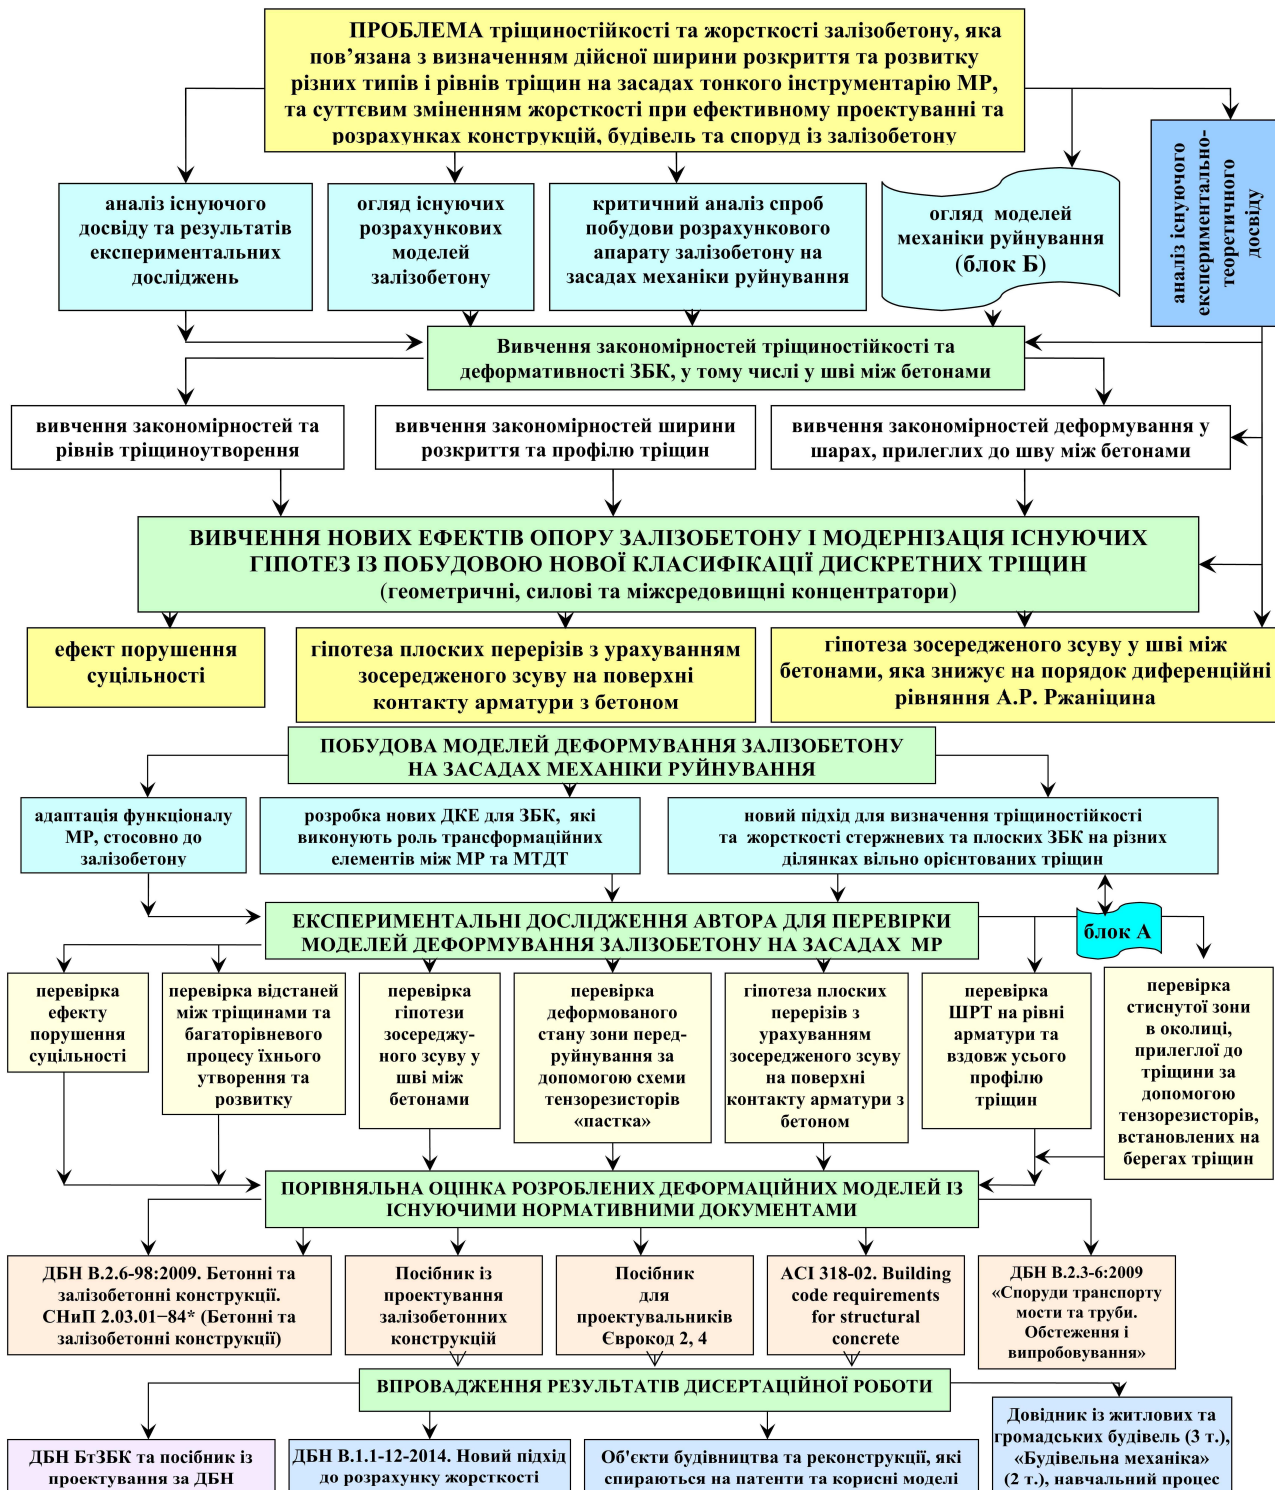 ПРОБЛЕМА тріщиностійкості та жорсткості залізобетону, яка
пов’язана з визначенням дійсної ширини розкриття та розвитку
різних типів і рівнів тріщин на засадах тонкого інструментарію МР,
та суттєвим зміненням жорсткості при ефективному проектуванні та
розрахунках конструкцій, будівель та споруд із залізобетону
аналіз існуючого
досвіду та результатів
експериментальних
досліджень
огляд існуючих
розрахункових
моделей
залізобетону
критичний аналіз спроб
побудови розрахункового
апарату залізобетону на
засадах механіки руйнування
огляд моделей
механіки руйнування
(блок Б)
аналіз існуючого
експериментально-
теоретичного
досвіду
Вивчення закономірностей тріщиностійкості та
деформативності ЗБК, у тому числі у шві між бетонами
вивчення закономірностей та
рівнів тріщиноутворення
вивчення закономірностей ширини
розкриття та профілю тріщин
вивчення закономірностей деформування у
шарах, прилеглих до шву між бетонами
ВИВЧЕННЯ НОВИХ ЕФЕКТІВ ОПОРУ ЗАЛІЗОБЕТОНУ І МОДЕРНІЗАЦІЯ ІСНУЮЧИХ
ГІПОТЕЗ ІЗ ПОБУДОВОЮ НОВОЇ КЛАСИФІКАЦІЇ ДИСКРЕТНИХ ТРІЩИН
(геометричні, силові та міжсредовищні концентратори)
ефект порушення
суцільності
гіпотеза плоских перерізів з урахуванням
зосередженого зсуву на поверхні
контакту арматури з бетоном
гіпотеза зосередженого зсуву у шві між
бетонами, яка знижує на порядок диференційні
рівняння А.Р. Ржаніцина
ПОБУДОВА МОДЕЛЕЙ ДЕФОРМУВАННЯ ЗАЛІЗОБЕТОНУ
НА ЗАСАДАХ МЕХАНІКИ РУЙНУВАННЯ
адаптація функціоналу
МР, стосовно до
залізобетону
розробка нових ДКЕ для ЗБК, які
виконують роль трансформаційних
елементів між МР та МТДТ
новий підхід для визначення тріщиностійкості
та жорсткості стержневих та плоских ЗБК на різних
ділянках вільно орієнтованих тріщин
ЕКСПЕРИМЕНТАЛЬНІ ДОСЛІДЖЕННЯ АВТОРА ДЛЯ ПЕРЕВІРКИ
МОДЕЛЕЙ ДЕФОРМУВАННЯ ЗАЛІЗОБЕТОНУ НА ЗАСАДАХ МР
блок А
перевірка
ефекту
порушення
суцільності
перевірка відстаней
між тріщинами та
багаторівневого
процесу їхнього
утворення та
розвитку
перевірка
гіпотези
зосереджу-
ного зсуву у
шві між
бетонами
перевірка
деформованого
стану зони перед-
руйнування за
допомогою схеми
тензорезисторів
«пастка»
гіпотеза плоских
перерізів з
урахуванням
зосередженого зсуву
на поверхні
контакту арматури з
бетоном
перевірка
ШРТ на рівні
арматури та
вздовж усього
профілю
тріщин
перевірка
стиснутої зони
в околиці,
прилеглої до
тріщини за
допомогою
тензорезисторів,
встановлених на
берегах тріщин
ПОРІВНЯЛЬНА ОЦІНКА РОЗРОБЛЕНИХ ДЕФОРМАЦІЙНИХ МОДЕЛЕЙ ІЗ
ІСНУЮЧИМИ НОРМАТИВНИМИ ДОКУМЕНТАМИ
ДБН В.2.6-98:2009. Бетонні та
залізобетонні конструкції.
СНиП 2.03.01–84* (Бетонні та
залізобетонні конструкції)
Посібник із
проектування
залізобетонних
конструкцій
Посібник
для
проектувальників
Єврокод 2, 4
ACI 318-02. Building
code requirements
for structural
concrete
ДБН В.2.3-6:2009
«Споруди транспорту
мости та труби.
Обстеження і
випробовування»
ВПРОВАДЖЕННЯ РЕЗУЛЬТАТІВ ДИСЕРТАЦІЙНОЇ РОБОТИ
ДБН БтЗБК та посібник із
проектування за ДБН
ДБН В.1.1-12-2014. Новий підхід
до розрахунку жорсткості
Об'єкти будівництва та реконструкції, які
спираються на патенти та корисні моделі
Довідник із житлових та
громадських будівель (3 т.),
«Будівельна механіка»
(2 т.), навчальний процес